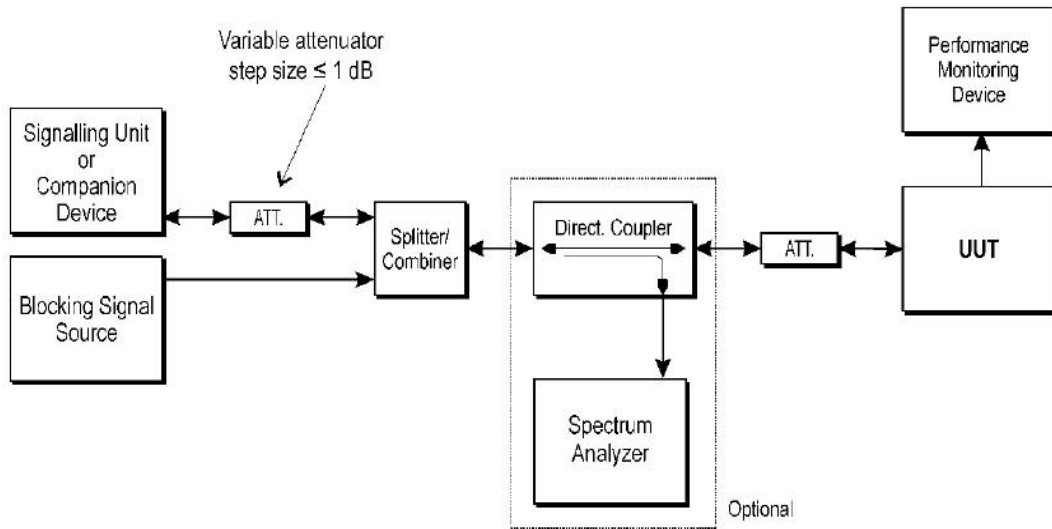 Variable attenuator
step size ≤ 1 dB
Performance
Monitoring
Device
Signalling Unit
or
Companion
Device
ATT.
Splitter/
Combiner
Direct. Coupler
ATT.
UUT
Blocking Signal
Source
Spectrum
Analyzer
Optional